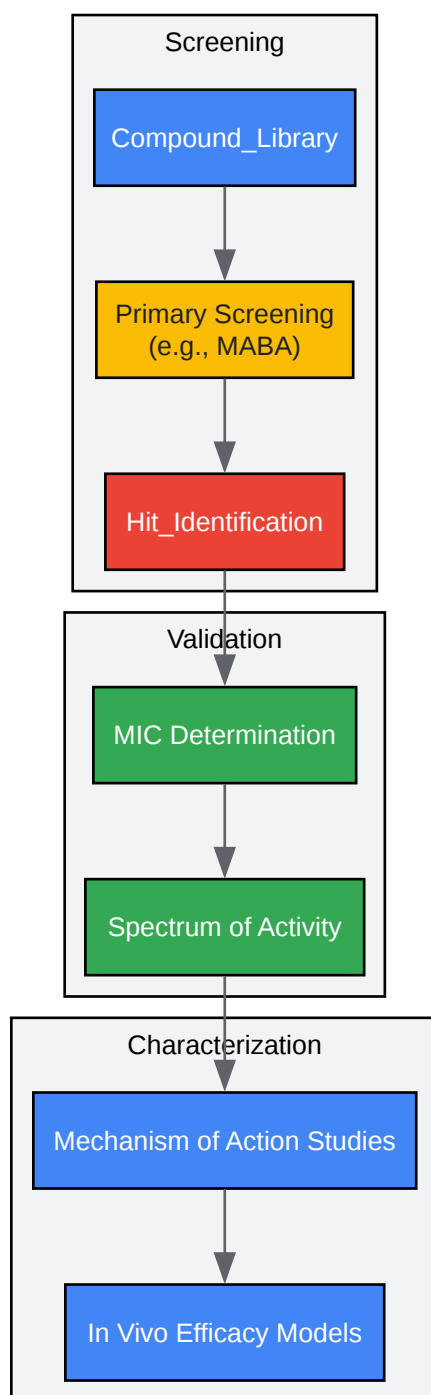 Screening
Compound_Library
Primary Screening
(e.g., MABA)
Hit_Identification
Validation
MIC Determination
Spectrum of Activity
Characterization
Mechanism of Action Studies
In Vivo Efficacy Models